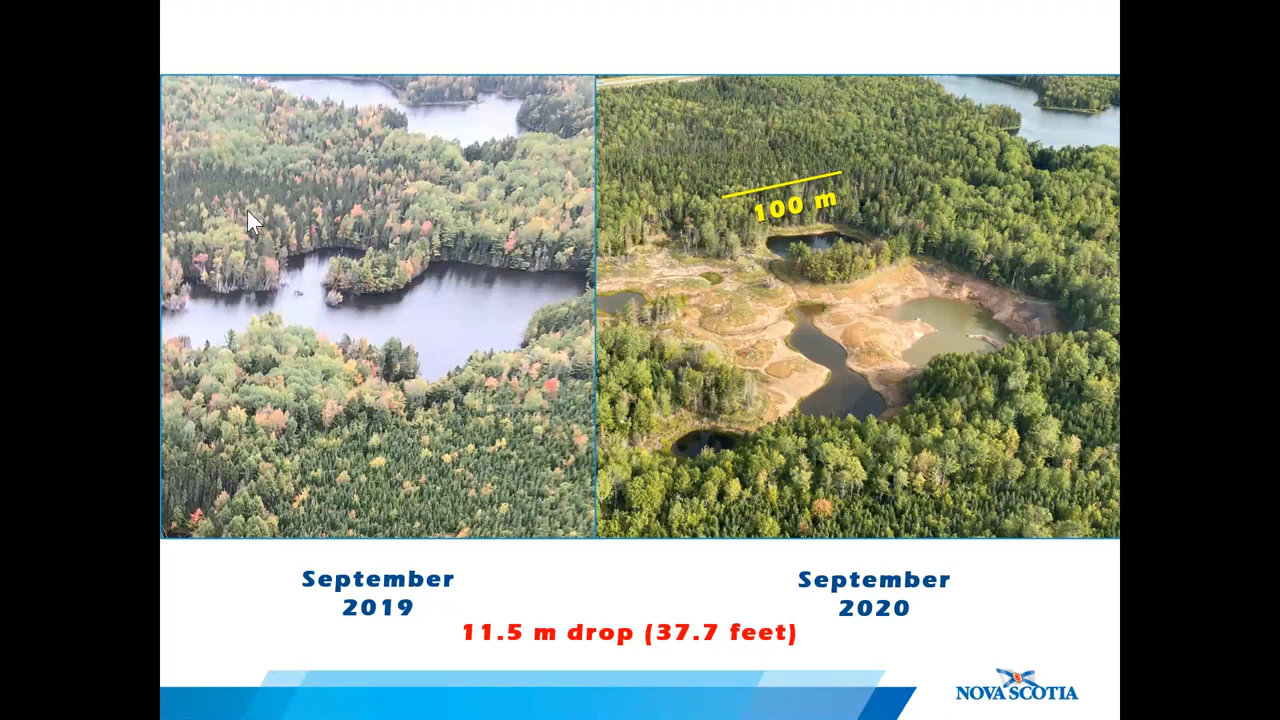 100 m
September
2019
September
2020
11.5 m drop (37.7 feet)
NOVA SCOTIA